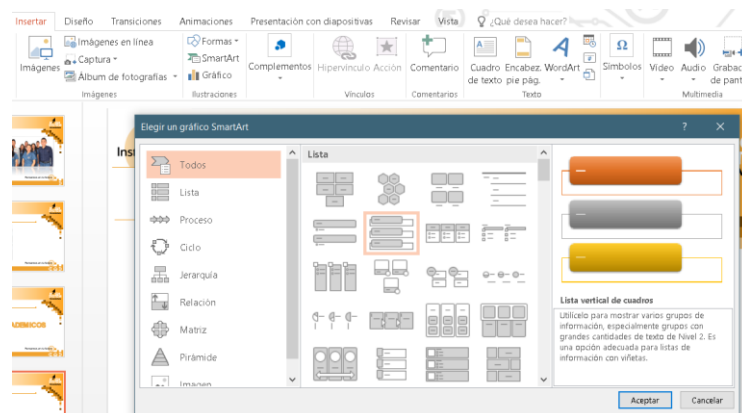 Insertar Diseño Transiciones Animaciones Presentación con diapositivas Revisar Vista ¿Qué desea hacer?
Imágenes
Imágenes en línea
Captura
Álbum de fotografías
Imágenes
Formas
SmartArt
Gráfico
Ilustraciones
Complementos
Hipervínculo Acción
Vínculos
Comentario
Comentarios
Cuadro de texto
Encabez. pie pág.
WordArt
Texto
Símbolos
Vídeo Audio Grabac
de pant
Multimedia
Ins
ADÉMICOS
Elegir un gráfico SmartArt
Todos
Lista
Proceso
Ciclo
Jerarquía
Relación
Matriz
Pirámide
Imagen
Lista
Lista vertical de cuadros
Utilícelo para mostrar varios grupos de
información, especialmente grupos con
grandes cantidades de texto de Nivel 2. Es
una opción adecuada para listas de
información con viñetas.
Aceptar Cancelar